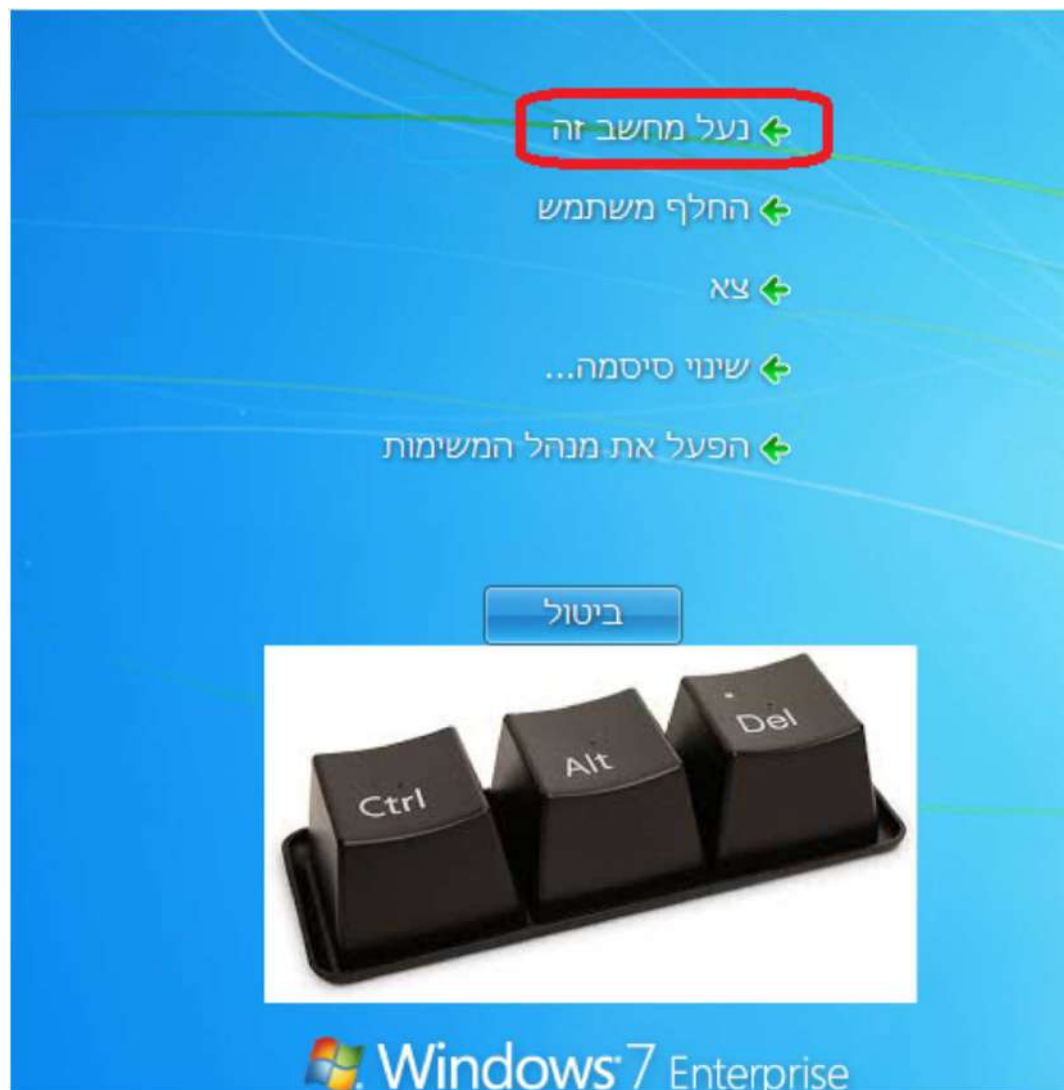 נעל מחשב זה
החלף משתמש
צא
שינוי סיסמה...
הפעל את מנהל המשימות
ביטול
Ctrl
Alt
Del
Windows 7 Enterprise